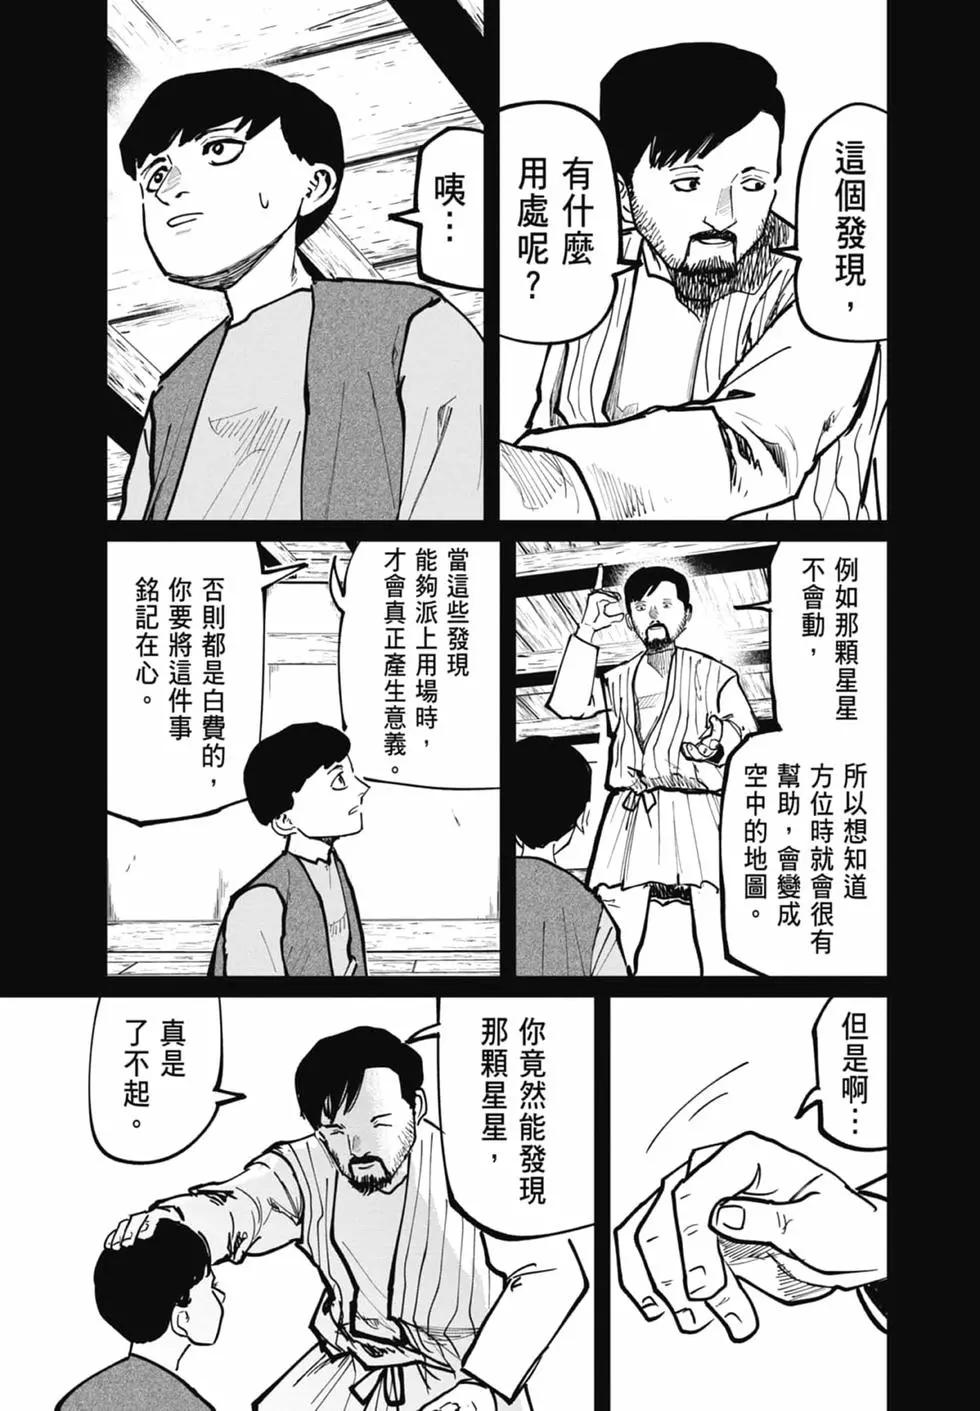 這個發現，
有什麼
用處呢？
咦…
例如那顆星星
不會動，
所以想知道
方位時就會很有
幫助，會變成
空中的地圖。
當這些發現
能夠派上用場時，
才會真正產生意義。
否則都是白費的，
你要將這件事
銘記在心。
但是啊…
你竟然能發現
那顆星星，
真是
了不起。